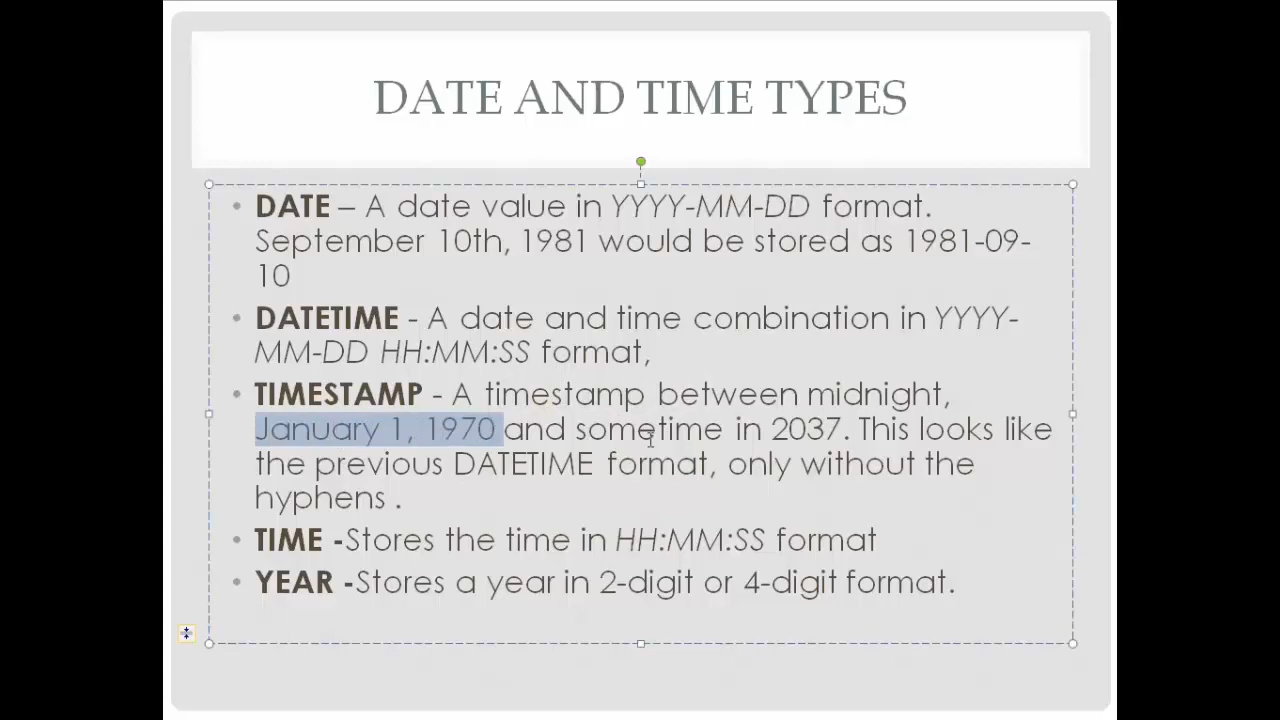 DATE AND TIME TYPES
• DATE – A date value in YYYY-MM-DD format.
September 10th, 1981 would be stored as 1981-09-
10
• DATETIME - A date and time combination in YYYY-
MM-DD HH:MM:SS format,
• TIMESTAMP - A timestamp between midnight,
January 1, 1970 and sometime in 2037. This looks like
the previous DATETIME format, only without the
hyphens .
• TIME -Stores the time in HH:MM:SS format
• YEAR -Stores a year in 2-digit or 4-digit format.